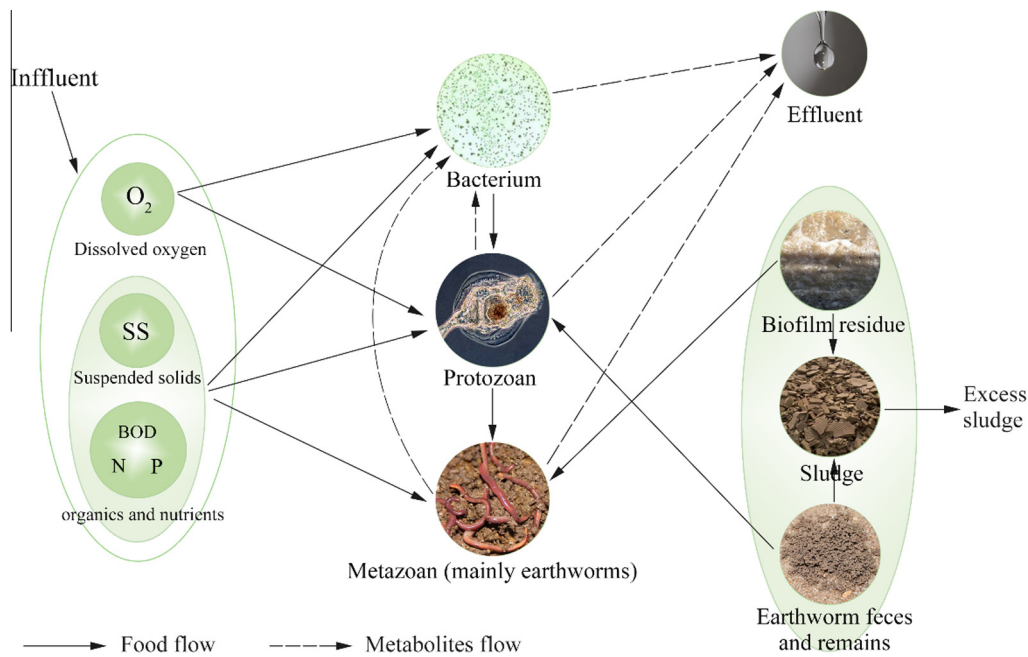 Inffluent
O2
Dissolved oxygen
SS
Suspended solids
BOD
N P
organics and nutrients
Bacterium
Protozoan
Metazoan (mainly earthworms)
Effluent
Biofilm residue
Sludge
Earthworm feces
and remains
Excess
sludge
Food flow
Metabolites flow